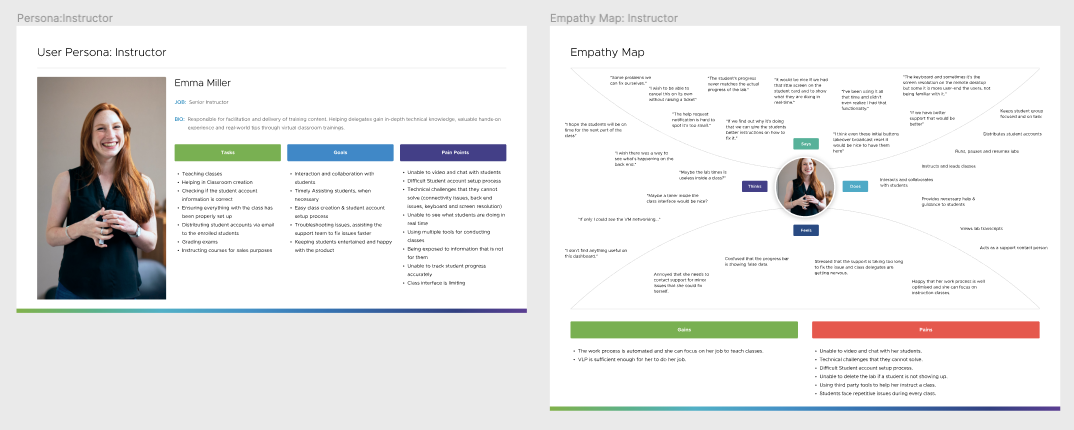 Persona:Instructor
User Persona: Instructor
Emma Miller
JOB: Senior Instructor
BIO: Responsible for facilitation and delivery of training content. Helping delegates gain in-depth technical knowledge, valuable hands-on
experience and real-world tips through virtual classroom trainings.
Tasks
• Teaching classes
• Helping in Classroom creation
• Checking if the student account
information is correct
• Ensuring everything with the class has
been properly set up
• Distributing student accounts via email
to the enrolled students
• Grading exams
• Instructing courses for sales purposes
Goals
• Interaction and collaboration with
students
• Timely Assisting students, when
necessary
• Easy class creation & student account
setup process
• Troubleshooting issues, assisting the
support team to fix issues faster
• Keeping students entertained and happy
with the product
Pain Points
• Unable to video and chat with students
• Difficult Student account setup process
• Technical challenges that they cannot
solve (connectivity issues, back end
issues, keyboard and screen resolution)
• Unable to see what students are doing in
real time
• Using multiple tools for conducting
classes
• Being exposed to information that is not
for them.
• Unable to track student progress
accurately
• Class interface is limiting
Empathy Map: Instructor
Empathy Map
"Some problems we
can fix ourselves."
"I wish to be able to
cancel this on my own
without raising a ticket"
"The student's progress
never matches the actual
progress of the lab."
"It would be nice if we had
that little screen on the
student card and to show
what they are doing in
real-time."
"I've been using it all
that time and didn't
even realize I had that
functionality."
"The keyboard and sometimes it's the
screen resolution on the remote desktop
but some it is more user-end the users, not
being familiar with it."
"The help request
notification is hard to
spot it's too small."
"If we find out why it's doing
that we can give the students
better instructions on how to
fix it."
"If we have better
support that would be
better"
"I think even these initial buttons
takeover broadcast reset it
would be nice to have them
here"
Says
"I hope the students will be on
time for the next part of the
class."
"I wish there was a way to
see what's happening on the
back end."
"Maybe the lab times is
useless inside a class?"
"Maybe a timer inside the
class interface would be nice?"
"If only I could see the VM networking..."
"I don't find anything useful on
this dashboard."
Thinks
Keeps student group
focused and on task
Distributes student accounts
Runs, pauses and resumes labs
Instructs and leads classes
Interacts and collaborates
with students
Provides necessary help &
guidance to students
Views lab transcripts
Acts as a support contact person
Does
Feels
Confused that the progress bar
is showing false data.
Annoyed that she needs to
contact support for minor
issues that she could fix
herself.
Stressed that the support is taking too long
to fix the issue and class delegates are
getting nervous.
Happy that her work process is well
optimised and she can focus on
instruction classes.
Gains
• The work process is automated and she can focus on her job to teach classes.
• VLP is sufficient enough for her to do her job.
Pains
• Unable to video and chat with her students.
• Technical challenges that they cannot solve.
• Difficult Student account setup process.
• Unable to delete the lab if a student is not showing up.
• Using third party tools to help her instruct a class.
• Students face repetitive issues during every class.